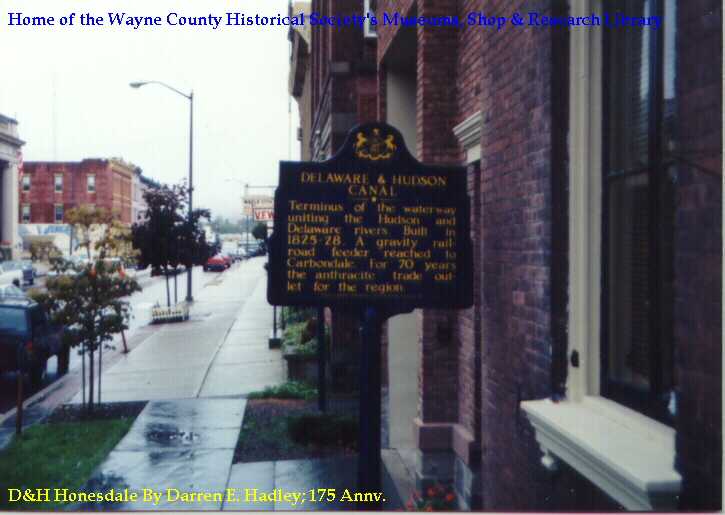 Home of the Wayne County Historical Society's Museums, Shop & Research Library
DELAWARE & HUDSON
CANAL
Terminus of the waterway
uniting the Hudson and
Delaware rivers. Built in
1825-28. A gravity rail-
road feeder reached to
Carbondale. For 70 years
the anthracite trade out-
let for the region.
V.F.W.
D&H Honesdale By Darren E. Hadley; 175 Annv.